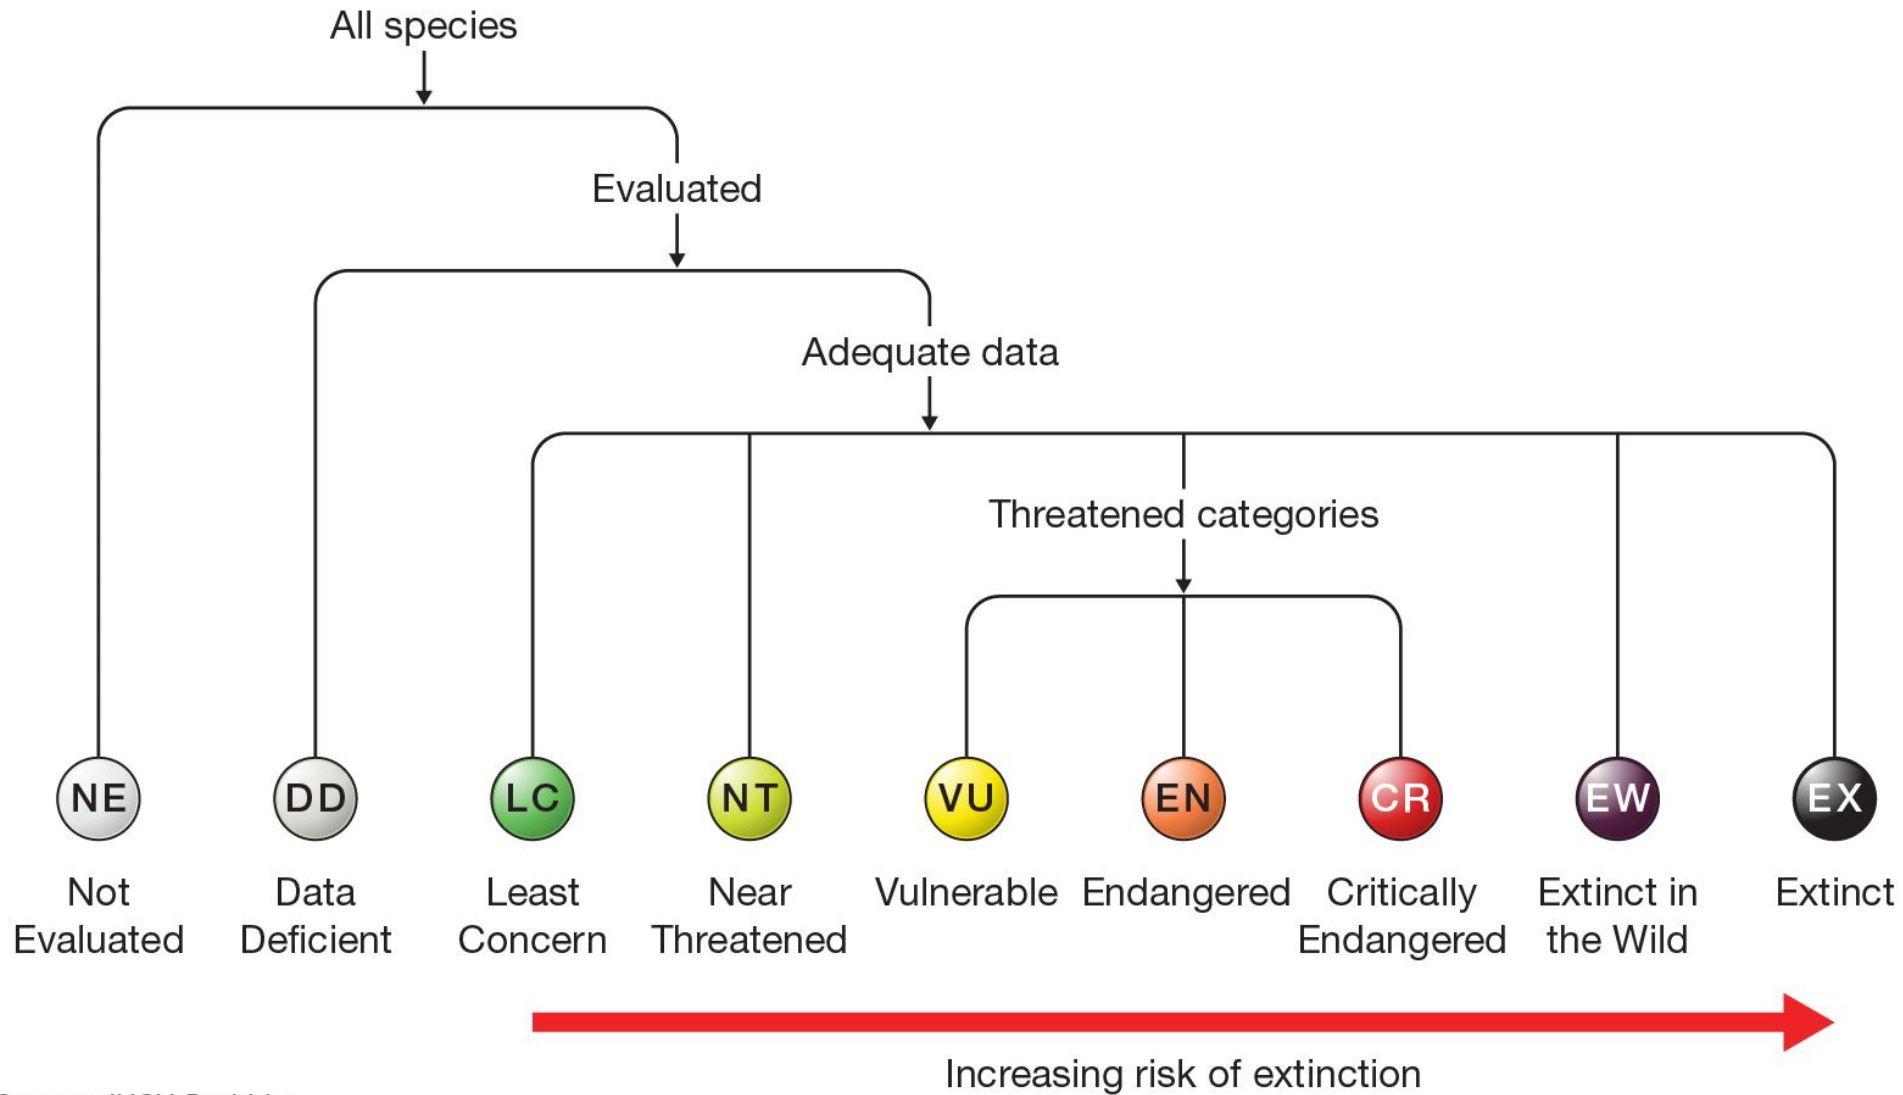 All species
Evaluated
Adequate data
Threatened categories
NE
DD
LC
NT
VU
EN
CR
EW
EX
Not
Evaluated
Data
Deficient
Least
Concern
Near
Threatened
Vulnerable
Endangered
Critically
Endangered
Extinct in
the Wild
Extinct
Increasing risk of extinction